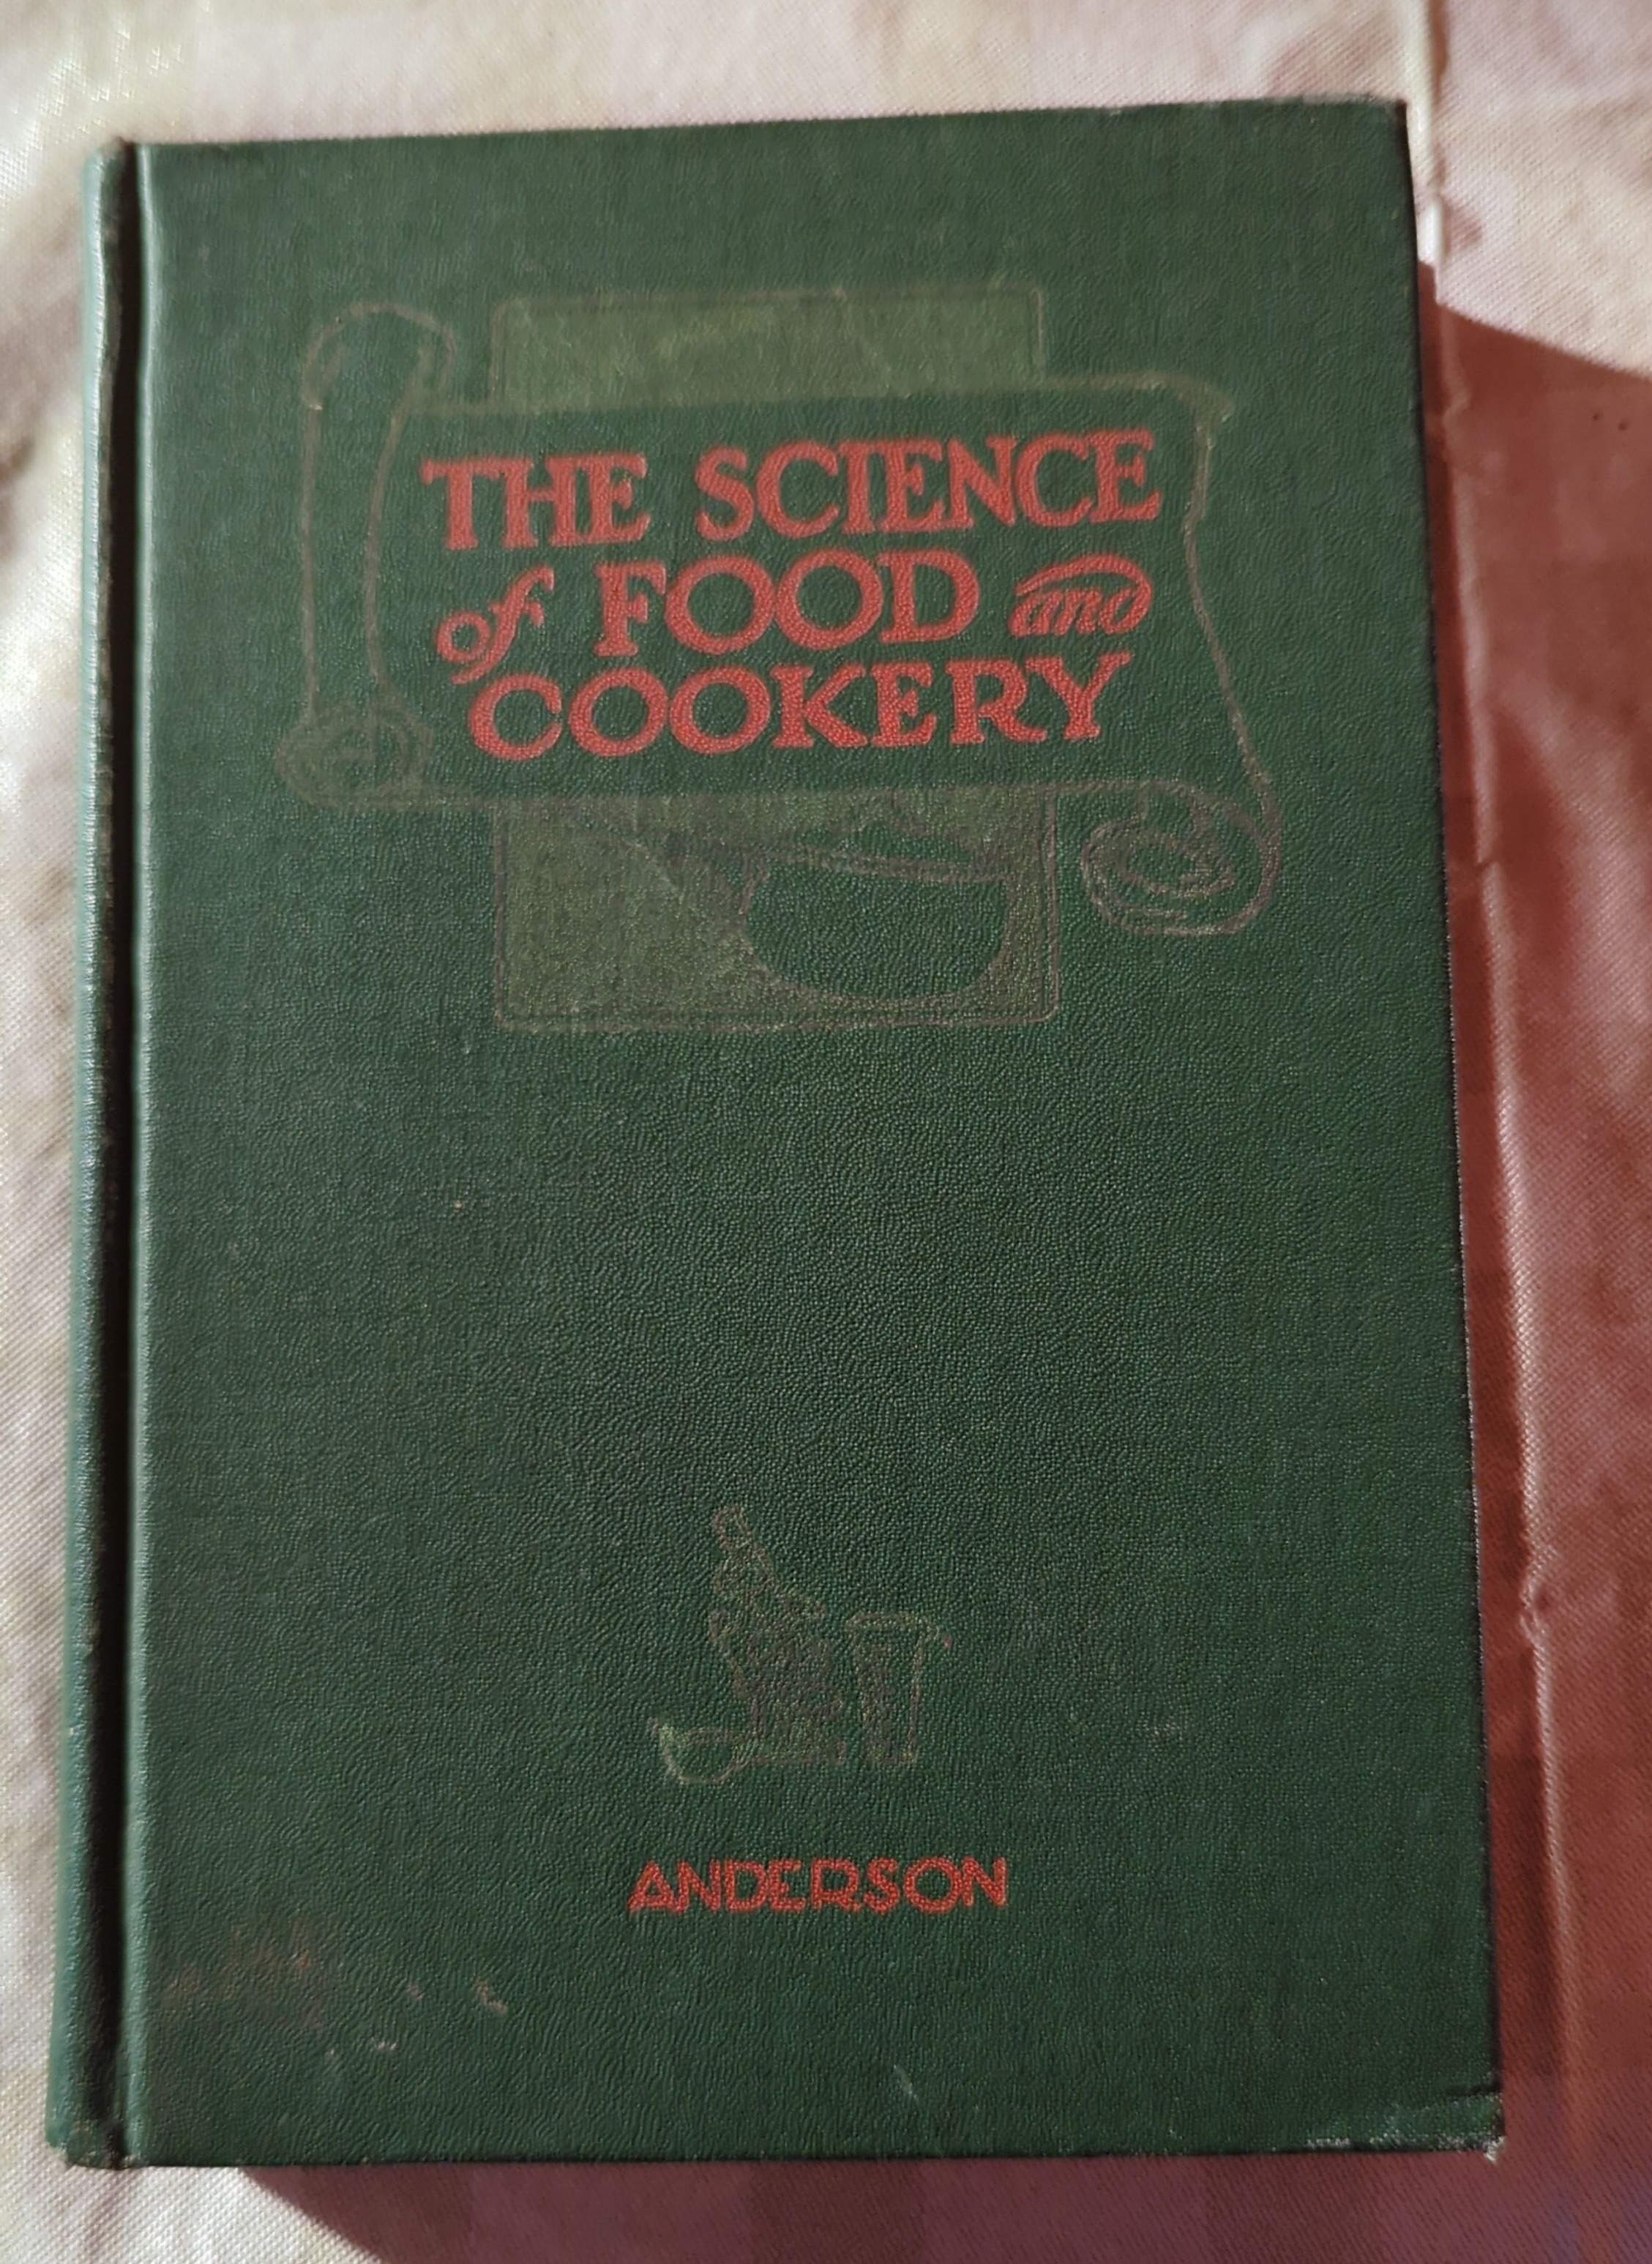 THE SCIENCE
of FOOD and
COOKERY
ANDERSON